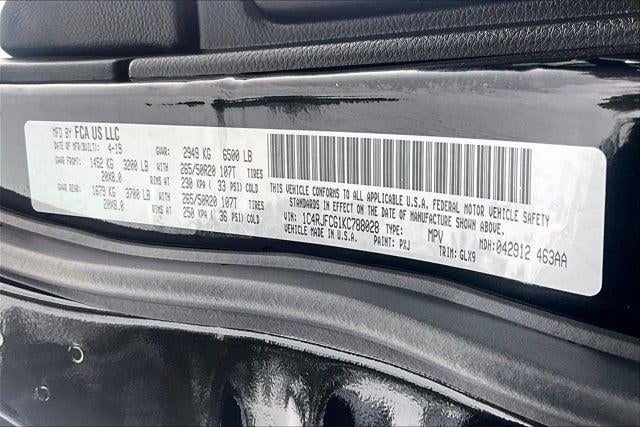 MFD BY FCA US LLC
DATE OF MFR(BUILT): 4-19 GVWR: 2949 KG 6500 LB
GAWR FRONT: 1452 KG 3200 LB WITH 265/50R20 107T TIRES
20X8.0 RIMS AT 230 KPA ( 33 PSI) COLD
GAWR REAR: 1679 KG 3700 LB WITH 265/50R20 107T TIRES
20X8.0 RIMS AT 250 KPA ( 36 PSI) COLD
THIS VEHICLE CONFORMS TO ALL APPLICABLE U.S.A. FEDERAL MOTOR VEHICLE SAFETY
STANDARDS IN EFFECT ON THE DATE OF MANUFACTURE SHOWN ABOVE.
VIN: 1C4RJFCG1KC788028 TYPE: MPV MDH: 042912 463AA
VEHICLE MADE IN U.S.A. PAINT: PXJ TRIM: GLX9